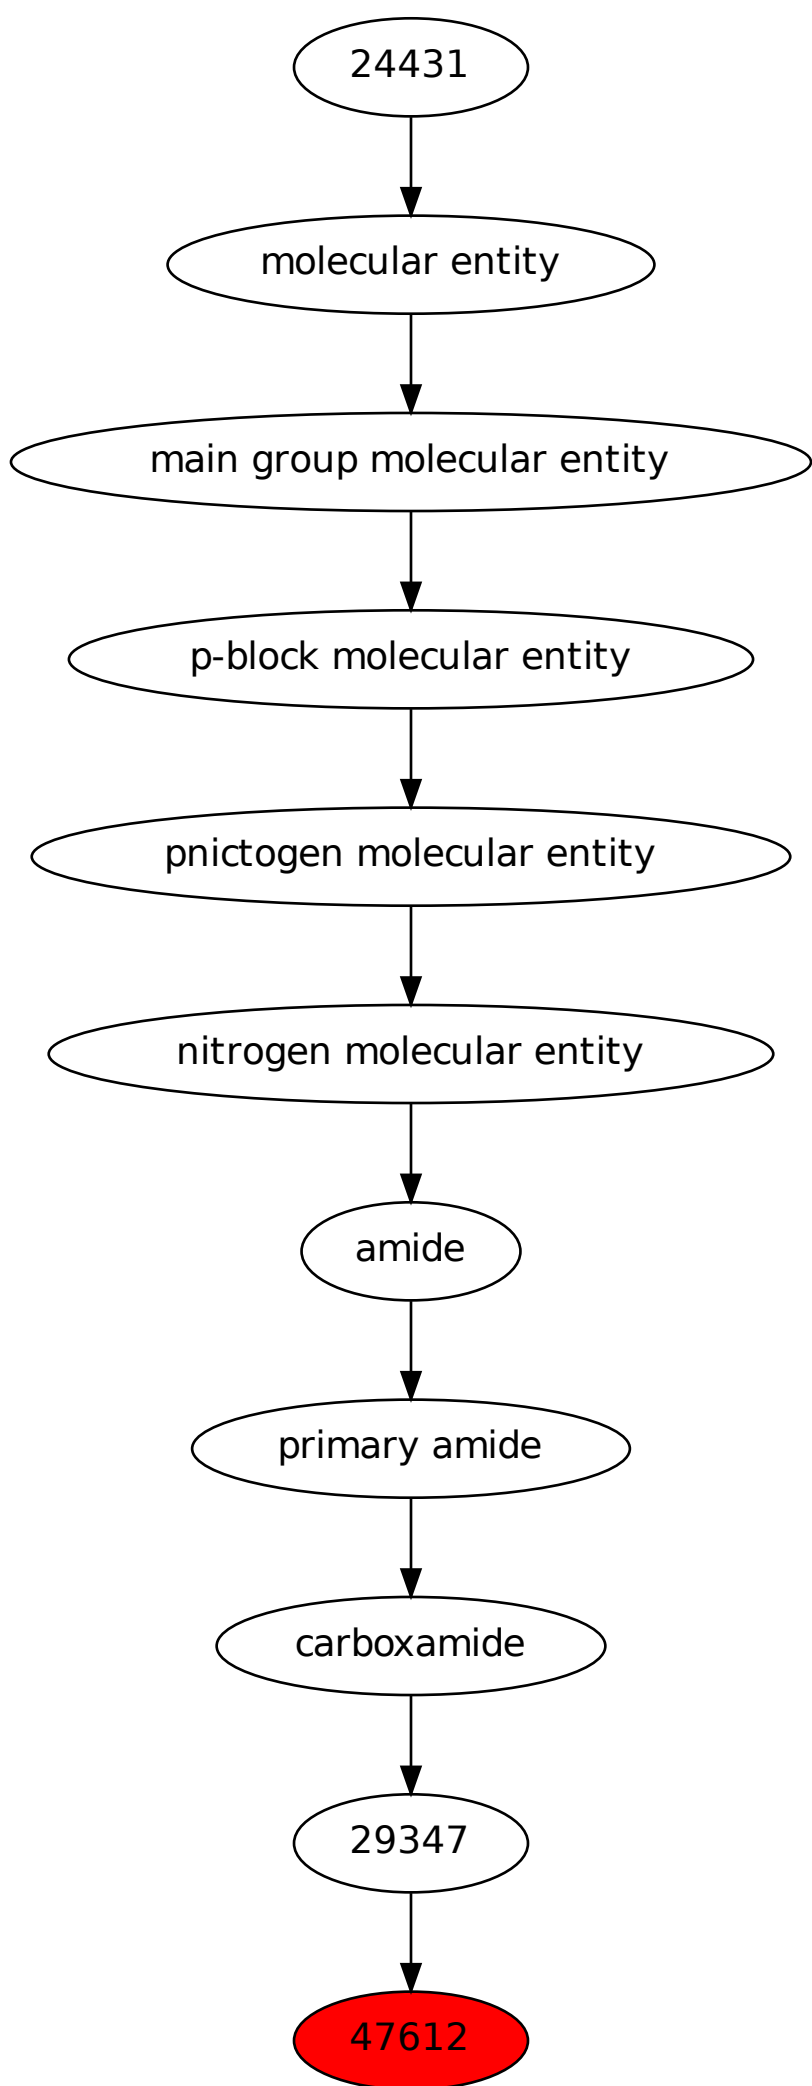 24431
molecular entity
main group molecular entity
p-block molecular entity
pnictogen molecular entity
nitrogen molecular entity
amide
primary amide
carboxamide
29347
47612